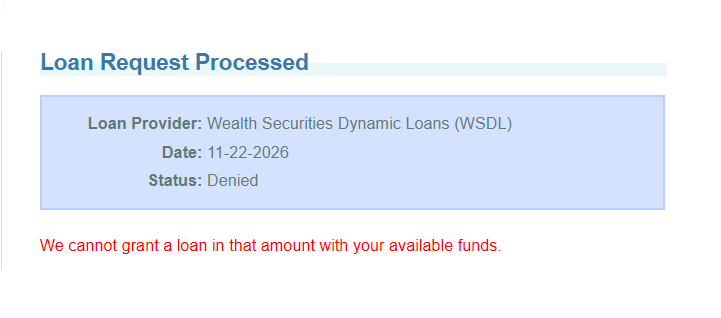 Loan Request Processed
Loan Provider: Wealth Securities Dynamic Loans (WSDL)
Date: 11-22-2026
Status: Denied
We cannot grant a loan in that amount with your available funds.